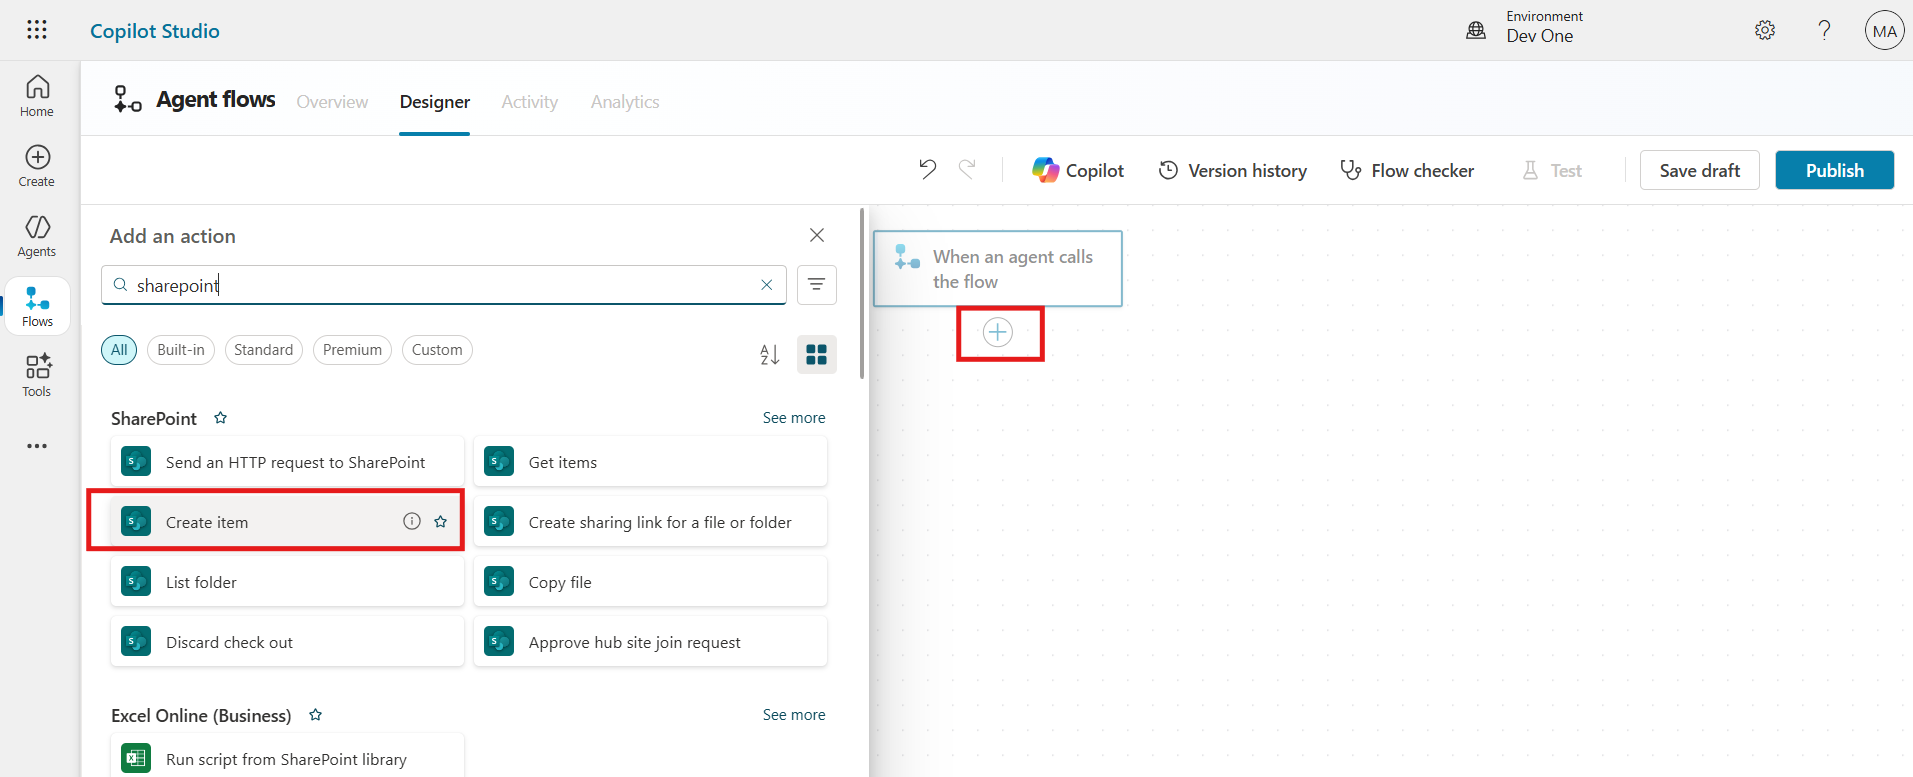 Copilot Studio
Environment
Dev One
MA
Home
Create
Agents
Flows
Tools
Agent flows
Overview
Designer
Activity
Analytics
Copilot
Version history
Flow checker
Test
Save draft
Publish
Add an action
sharepoint
All
Built-in
Standard
Premium
Custom
A
Z
SharePoint
See more
Send an HTTP request to SharePoint
Get items
Create item
Create sharing link for a file or folder
List folder
Copy file
Discard check out
Approve hub site join request
Excel Online (Business)
See more
Run script from SharePoint library
When an agent calls
the flow